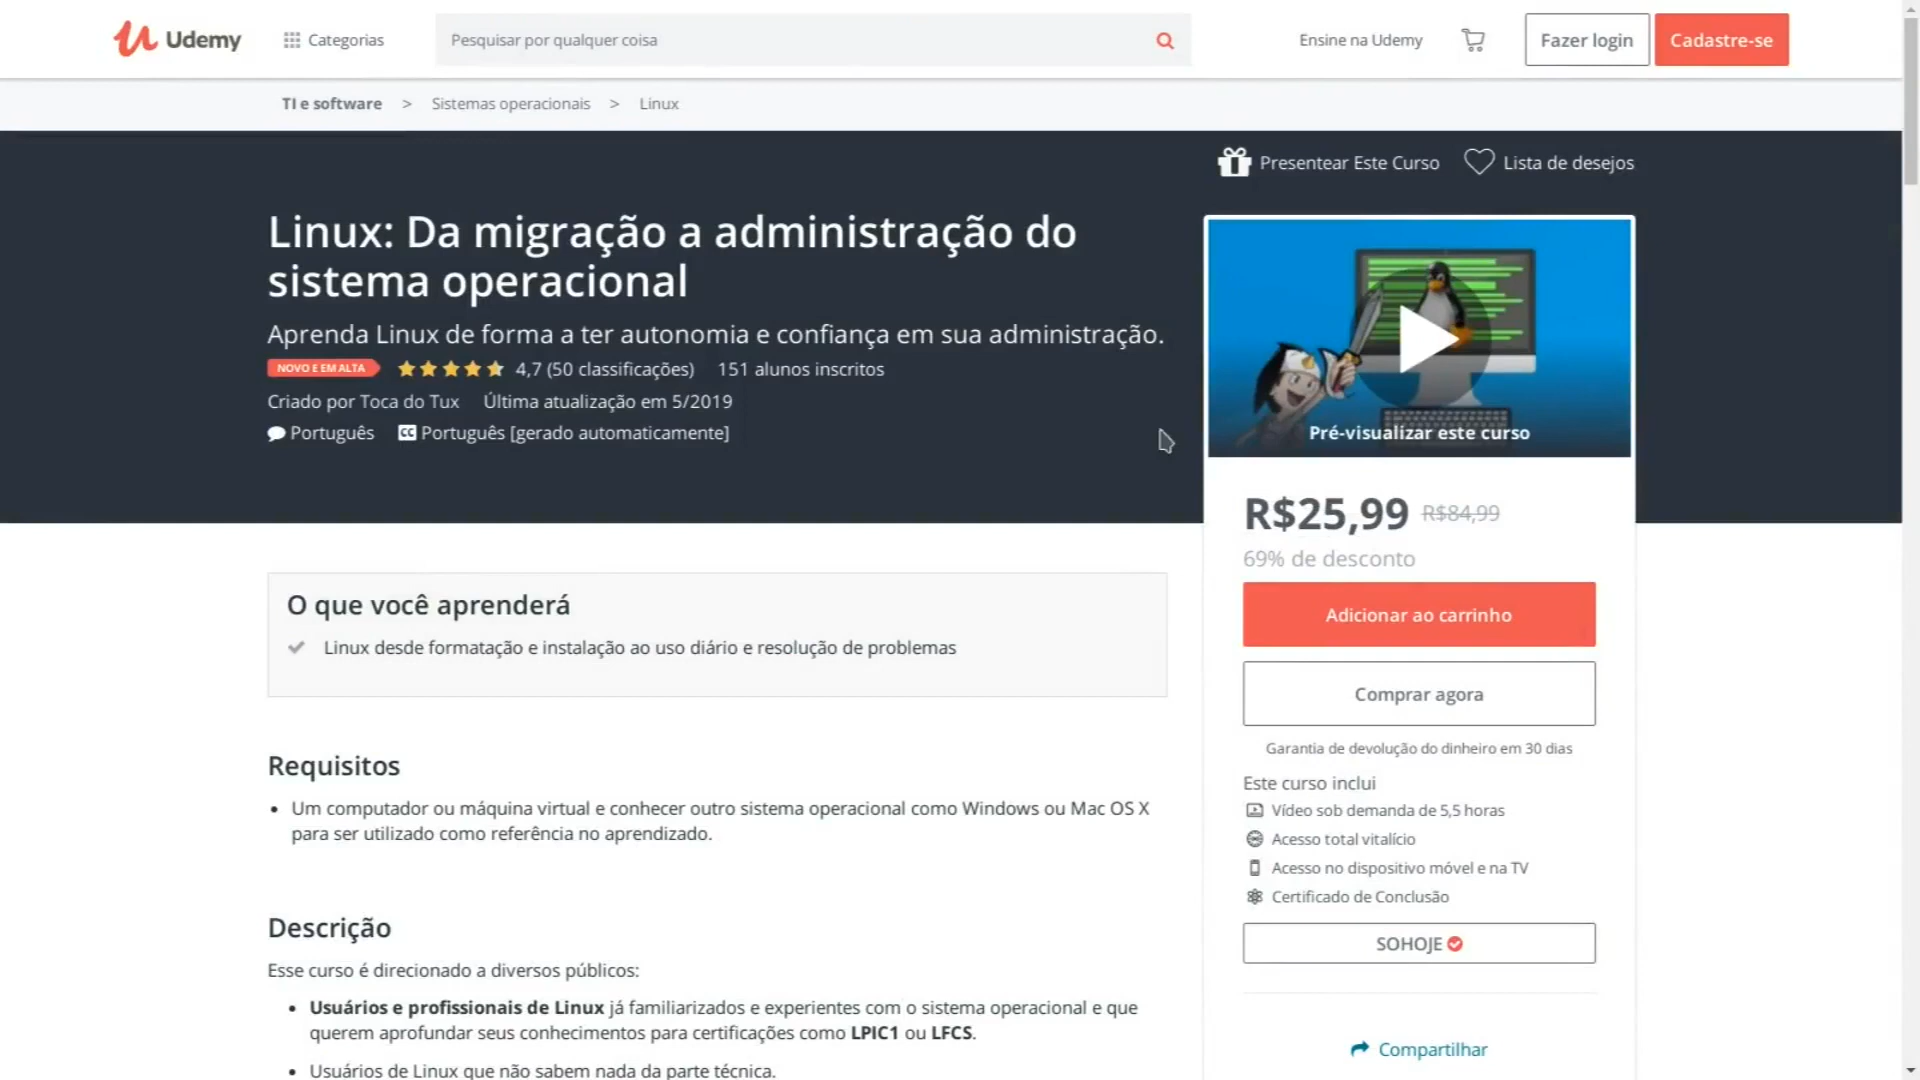 Udemy
Categorias
Pesquisar por qualquer coisa
Ensine na Udemy
Fazer login
Cadastre-se
TI e software > Sistemas operacionais > Linux
Presentear Este Curso
Lista de desejos
Linux: Da migração a administração do
sistema operacional
Aprenda Linux de forma a ter autonomia e confiança em sua administração.
NOVO E EM ALTA
4,7 (50 classificações)
151 alunos inscritos
Criado por Toca do Tux
Última atualização em 5/2019
Português
CC Português [gerado automaticamente]
Pré-visualizar este curso
R$25,99 R$84,99
69% de desconto
Adicionar ao carrinho
Comprar agora
Garantia de devolução do dinheiro em 30 dias
Este curso inclui
Vídeo sob demanda de 5,5 horas
Acesso total vitalício
Acesso no dispositivo móvel e na TV
Certificado de Conclusão
SOHOJE
Compartilhar
O que você aprenderá
Linux desde formatação e instalação ao uso diário e resolução de problemas
Requisitos
• Um computador ou máquina virtual e conhecer outro sistema operacional como Windows ou Mac OS X
para ser utilizado como referência no aprendizado.
Descrição
Esse curso é direcionado a diversos públicos:
• Usuários e profissionais de Linux já familiarizados e experientes com o sistema operacional e que
querem aprofundar seus conhecimentos para certificações como LPIC1 ou LFCS.
• Usuários de Linux que não sabem nada da parte técnica.